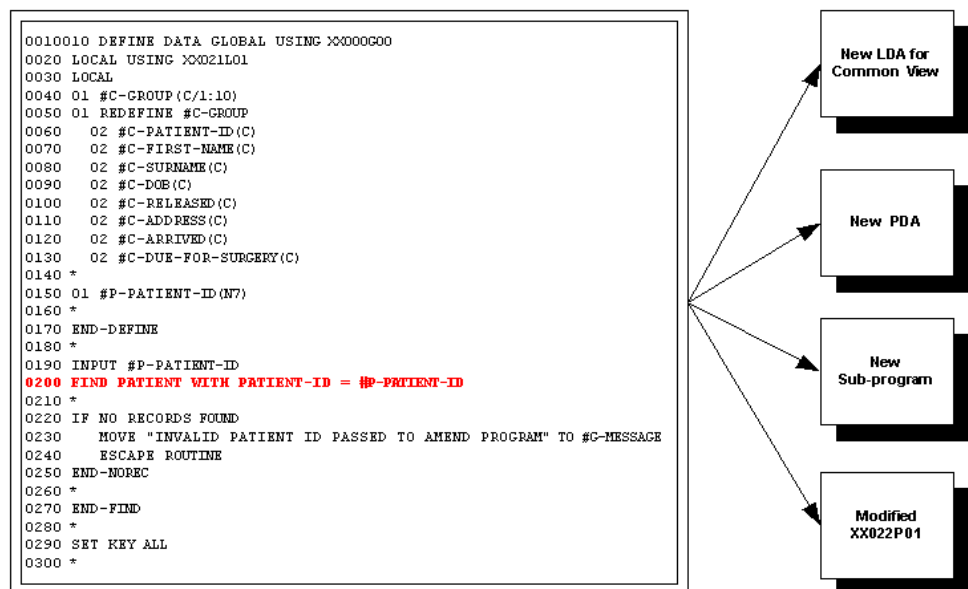 0010010 DEFINE DATA GLOBAL USING XX000G00
0020 LOCAL USING XX021L01
0030 LOCAL
0040 01 #C-GROUP(C/1:10)
0050 01 REDEFINE #C-GROUP
0060 02 #C-PATIENT-ID(C)
0070 02 #C-FIRST-NAME(C)
0080 02 #C-SURNAME(C)
0090 02 #C-DOB(C)
0100 02 #C-RELEASED(C)
0110 02 #C-ADDRESS(C)
0120 02 #C-ARRIVED(C)
0130 02 #C-DUE-FOR-SURGERY(C)
0140 *
0150 01 #P-PATIENT-ID(N7)
0160 *
0170 END-DEFINE
0180 *
0190 INPUT #P-PATIENT-ID
0200 FIND PATIENT WITH PATIENT-ID = #P-PATIENT-ID
0210 *
0220 IF NO RECORDS FOUND
0230 MOVE "INVALID PATIENT ID PASSED TO AMEND PROGRAM" TO #G-MESSAGE
0240 ESCAPE ROUTINE
0250 END-NOREC
0260 *
0270 END-FIND
0280 *
0290 SET KEY ALL
0300 *
New LDA for
Common View
New PDA
New
Sub-program
Modified
XX022P01